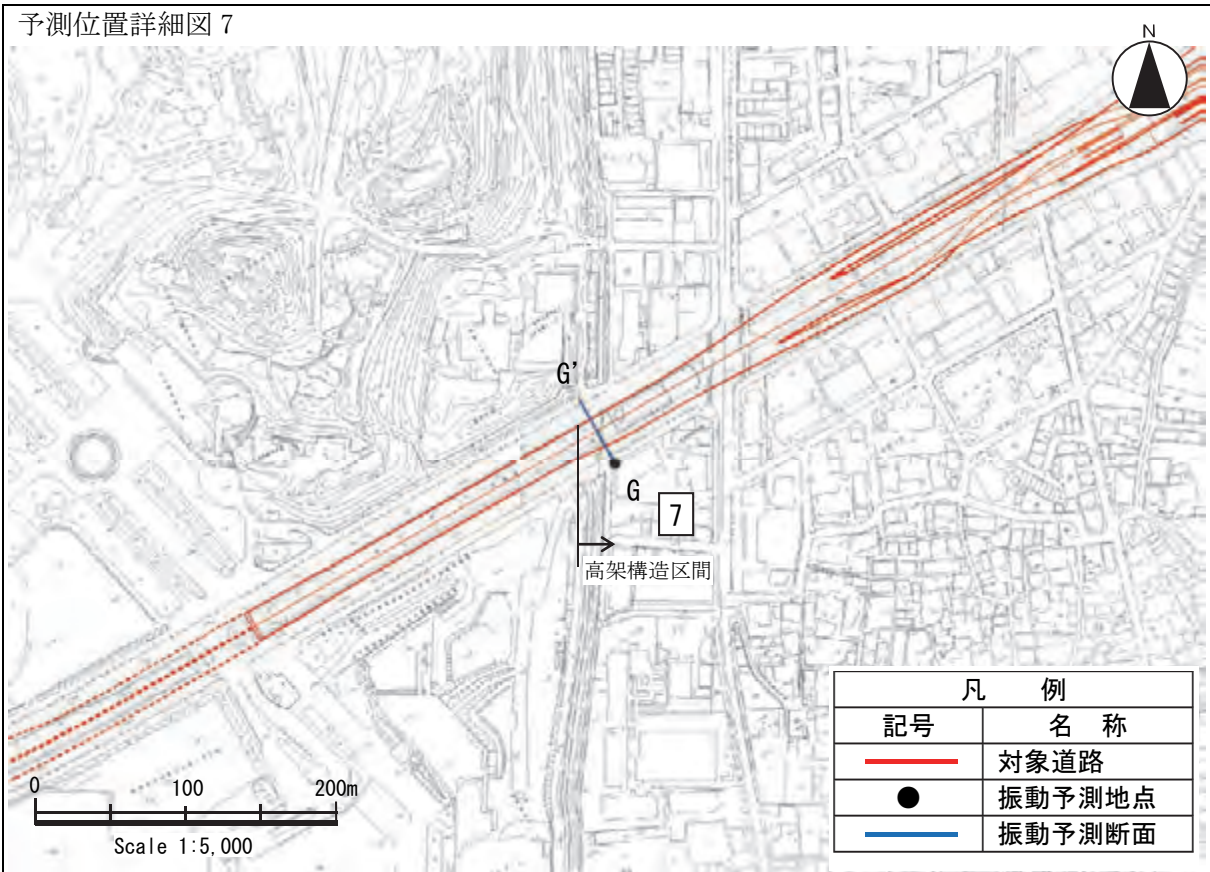 予測位置詳細図 7
N
G’
G
7
高架構造区間
0 100 200m
Scale 1:5,000
凡 例
記号 名 称
対象道路
振動予測地点
振動予測断面